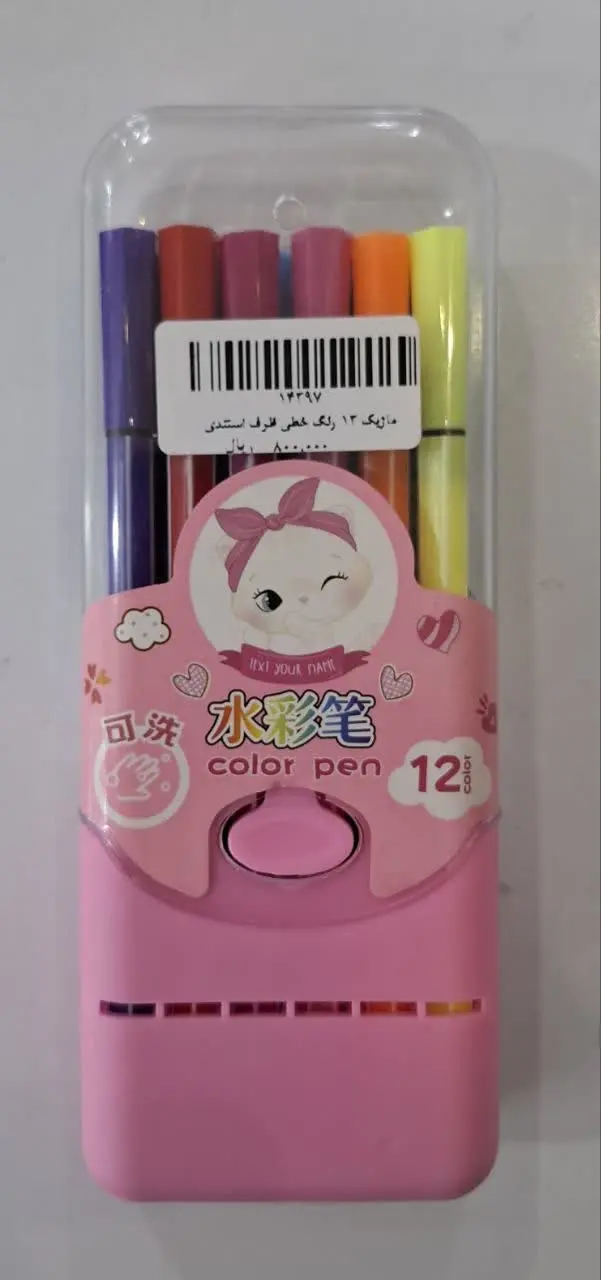 ۱۴۳۹۷
ماژیک ۱۲ رنگ خطی ظرف استندی
۸۰۰,۰۰۰ ریال
TEXT YOUR NAME
可洗
水彩笔
color pen
12 color